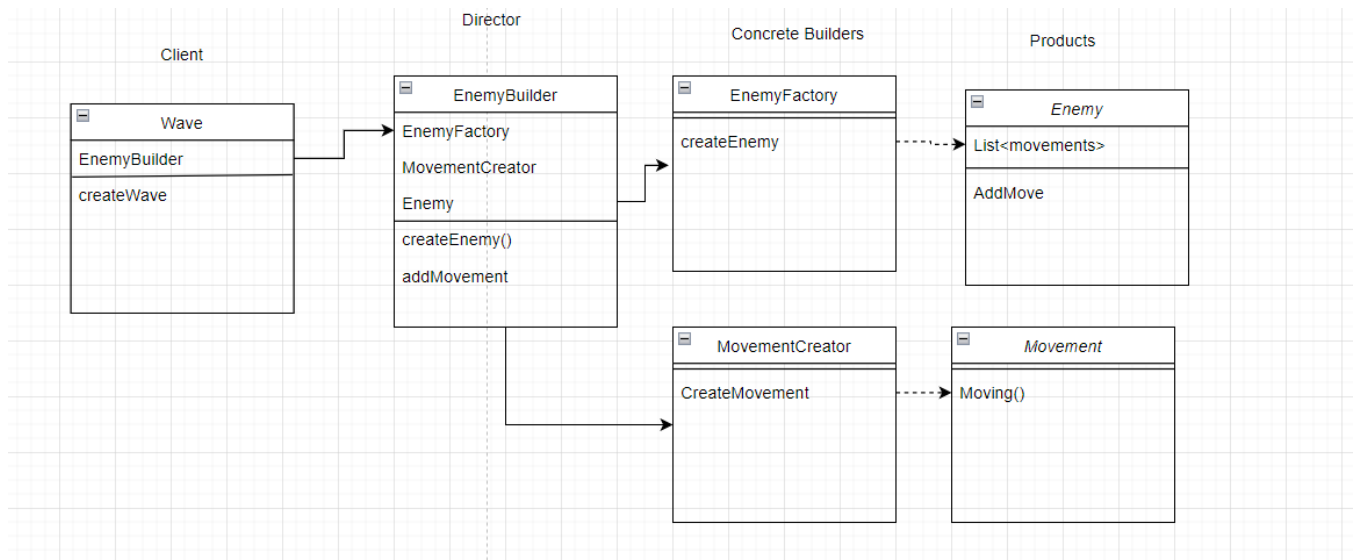 Client
Director
Concrete Builders
Products
Wave
EnemyBuilder
createWave
EnemyBuilder
EnemyFactory
MovementCreator
Enemy
createEnemy()
addMovement
EnemyFactory
createEnemy
Enemy
List<movements>
AddMove
MovementCreator
CreateMovement
Movement
Moving()